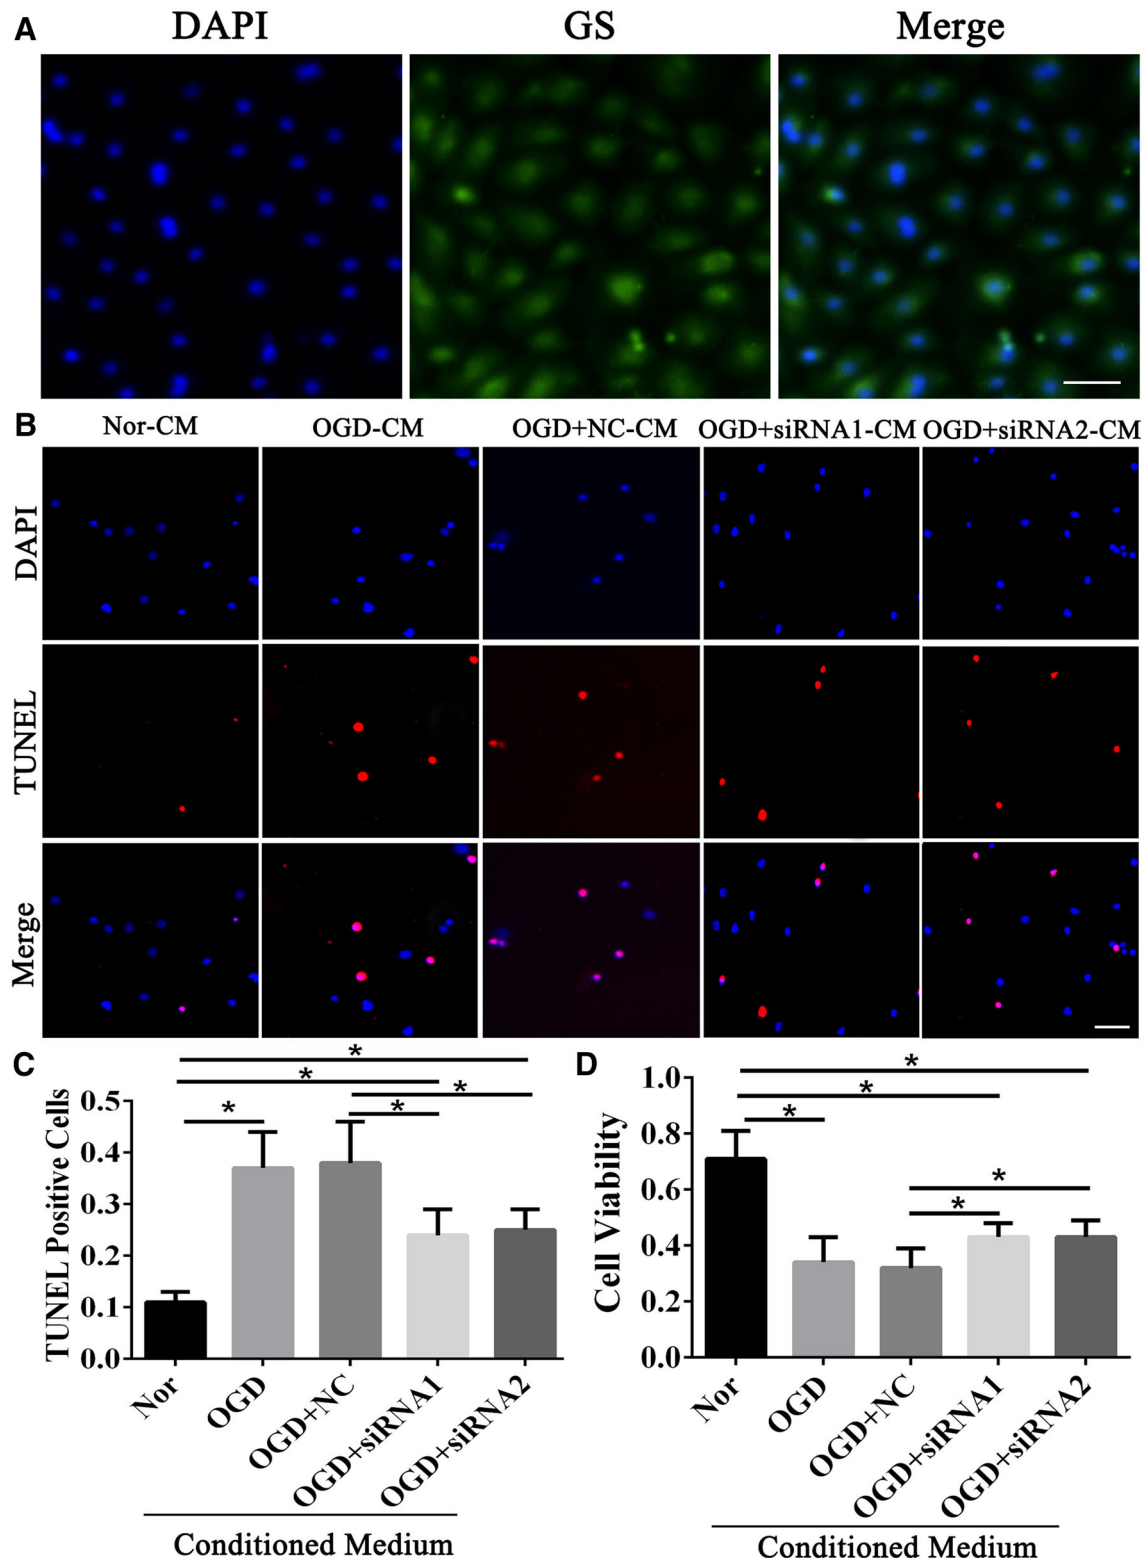 A
DAPI GS Merge
B
Nor-CM OGD-CM OGD+NC-CM OGD+siRNA1-CM OGD+siRNA2-CM
DAPI
TUNEL
Merge
C
* 
*
*
* *
TUNEL Positive Cells
0.5
0.4
0.3
0.2
0.1
0.0
Nor OGD OGD+NC OGD+siRNA1 OGD+siRNA2
Conditioned Medium
D
*
*
*
*
*
Cell Viability
1.0
0.8
0.6
0.4
0.2
0.0
Nor OGD OGD+NC OGD+siRNA1 OGD+siRNA2
Conditioned Medium